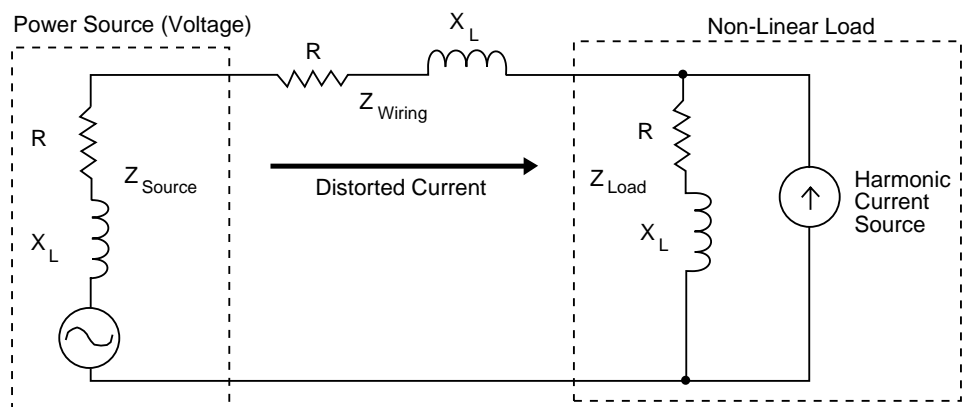 Power Source (Voltage)
X L
Non-Linear Load
R
Z Wiring
R
R
Z Source
Distorted Current
Z Load
Harmonic
Current
Source
X L
X L